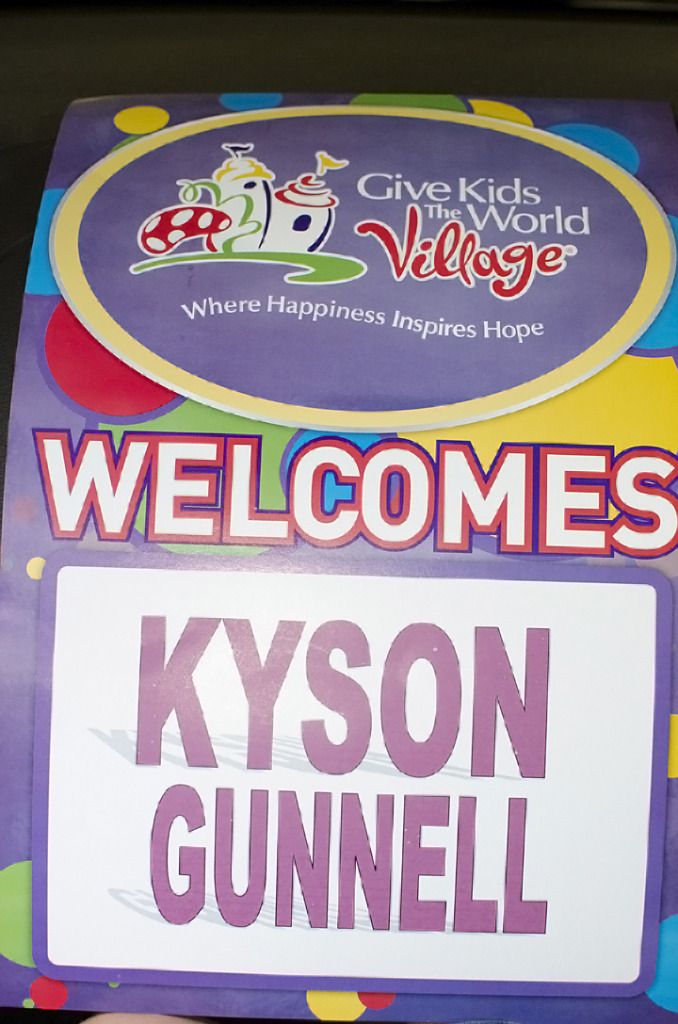 Give Kids
The World
Village®
Where Happiness Inspires Hope
WELCOMES
KYSON
GUNNELL